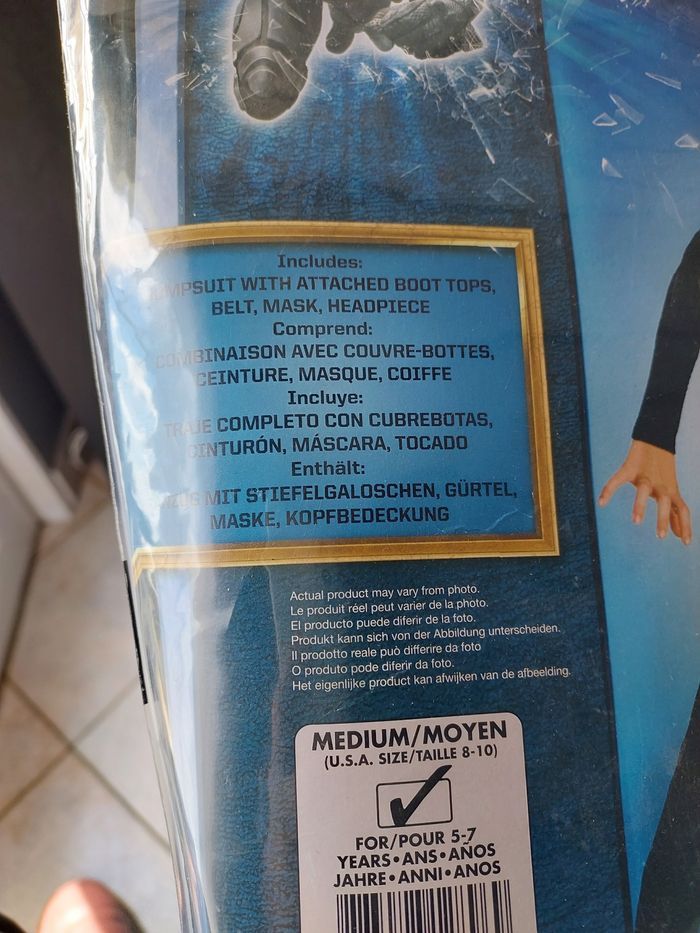 Includes:
JUMPSUIT WITH ATTACHED BOOT TOPS,
BELT, MASK, HEADPIECE
Comprend:
COMBINAISON AVEC COUVRE-BOTTES,
CEINTURE, MASQUE, COIFFE
Incluye:
TRAJE COMPLETO CON CUBREBOTAS,
CINTURÓN, MÁSCARA, TOCADO
Enthält:
MIT STIEFELGALOSCHEN, GÜRTEL,
MASKE, KOPFBEDECKUNG
Actual product may vary from photo.
Le produit réel peut varier de la photo.
El producto puede diferir de la foto.
Produkt kann sich von der Abbildung unterscheiden.
Il prodotto reale può differire da foto
O produto pode diferir da foto.
Het eigenlijke product kan afwijken van de afbeelding.
MEDIUM/MOYEN
(U.S.A. SIZE/TAILLE 8-10)
FOR/POUR 5-7
YEARS•ANS•AÑOS
JAHRE•ANNI•ANOS